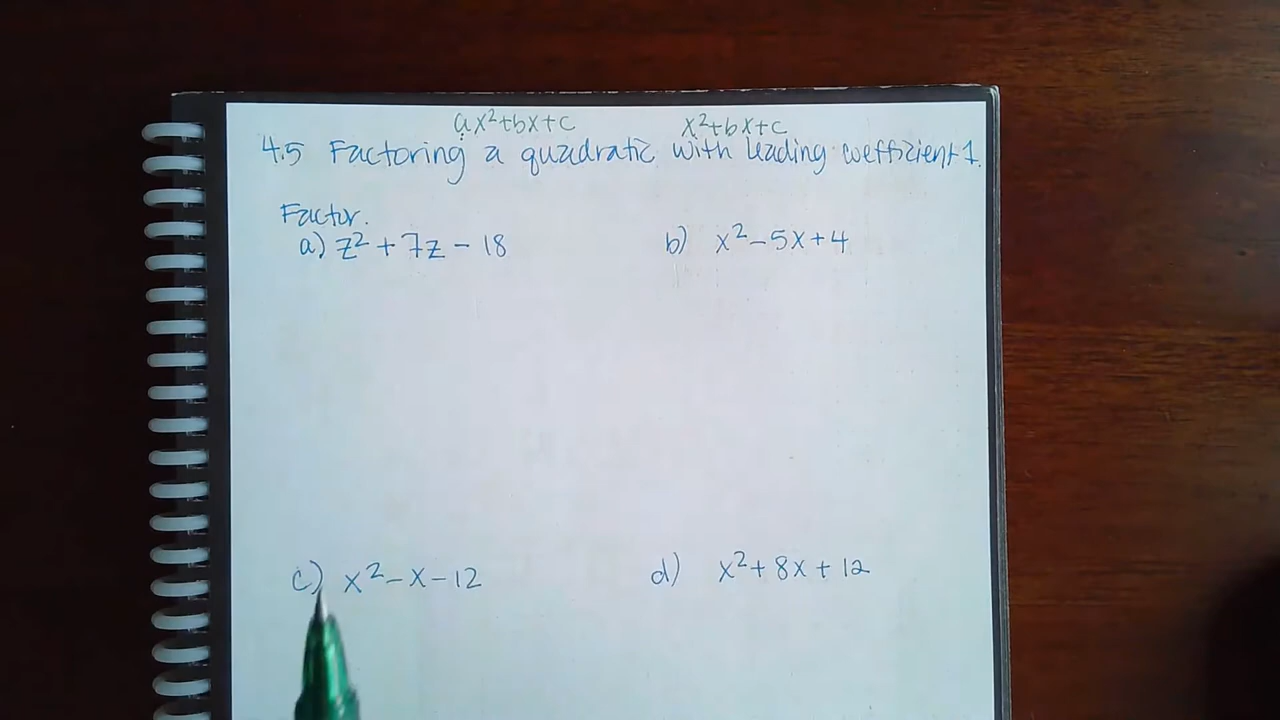 ax²+bx+c x²+bx+c
4.5 Factoring a quadratic with leading coefficient 1.
Factor.
a) z² + 7z - 18 b) x² - 5x + 4
c) x² - x - 12 d) x² + 8x + 12